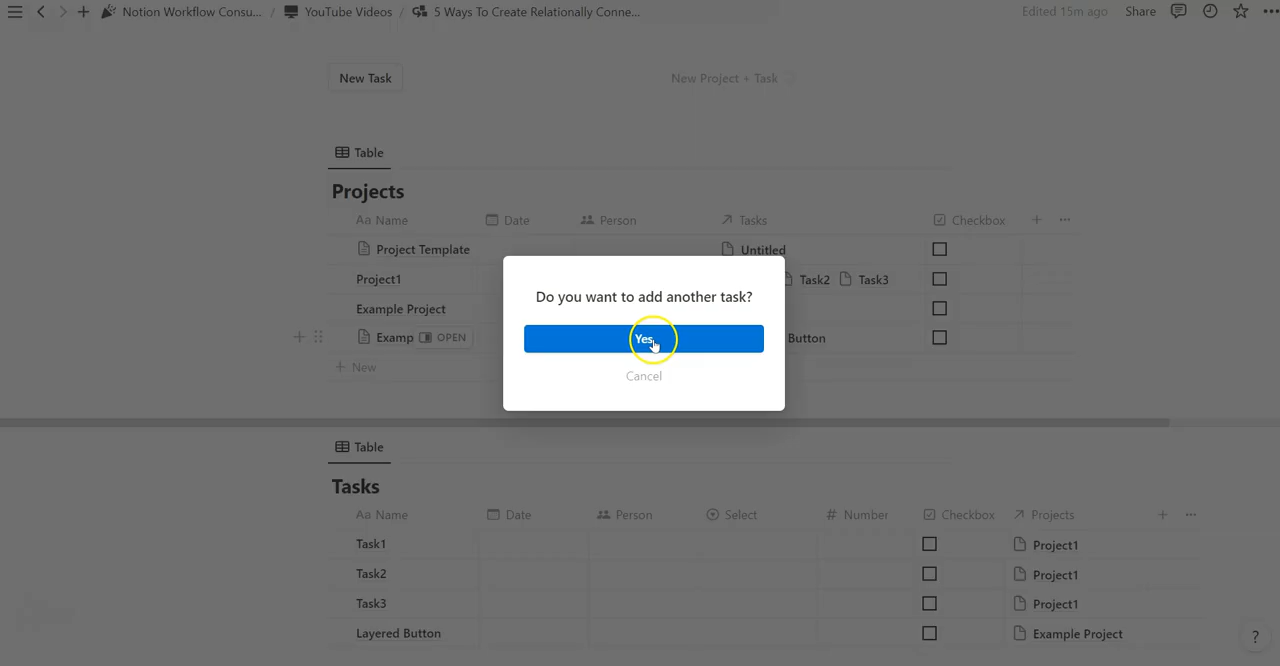 Notion Workflow Consu... / YouTube Videos / 5 Ways To Create Relationally Conne... Edited 15m ago Share
New Task New Project + Task
Table
Projects
Aa Name Date Person Tasks Checkbox
Project Template Untitled
Project1 Task2 Task3
Example Project
Examp OPEN Button
+ New
Do you want to add another task?
Yes
Cancel
Table
Tasks
Aa Name Date Person Select # Number Checkbox Projects
Task1 Project1
Task2 Project1
Task3 Project1
Layered Button Example Project
?